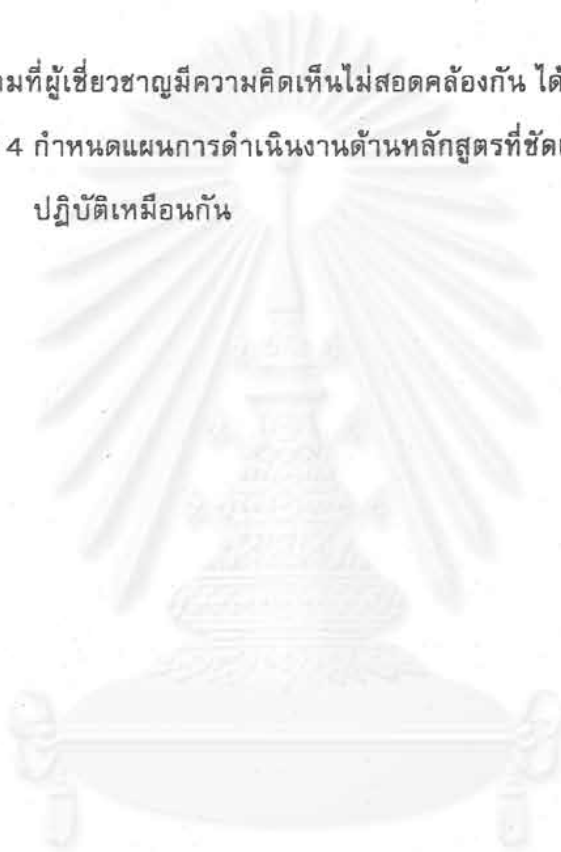 ามที่ผู้เชี่ยวชาญมีความคิดเห็นไม่สอดคล้องกัน ได้
4 กำหนดแผนการดำเนินงานด้านหลักสูตรที่ชัดเ
ปฏิบัติเหมือนกัน